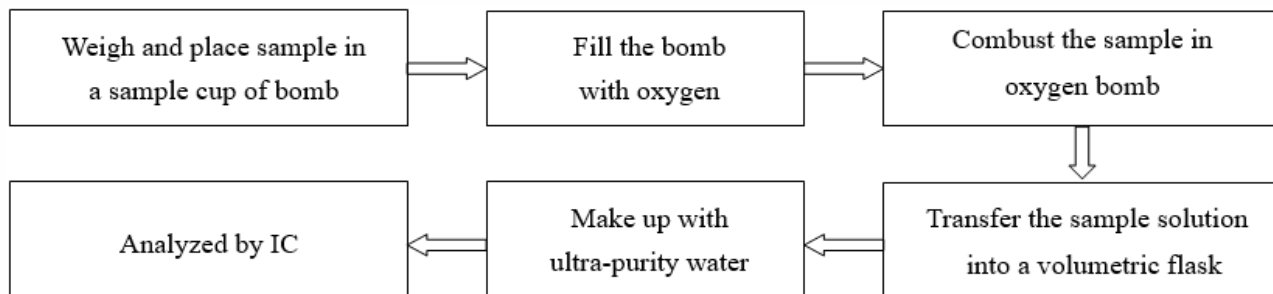 Weigh and place sample in
a sample cup of bomb
Fill the bomb
with oxygen
Combust the sample in
oxygen bomb
Transfer the sample solution
into a volumetric flask
Make up with
ultra-purity water
Analyzed by IC